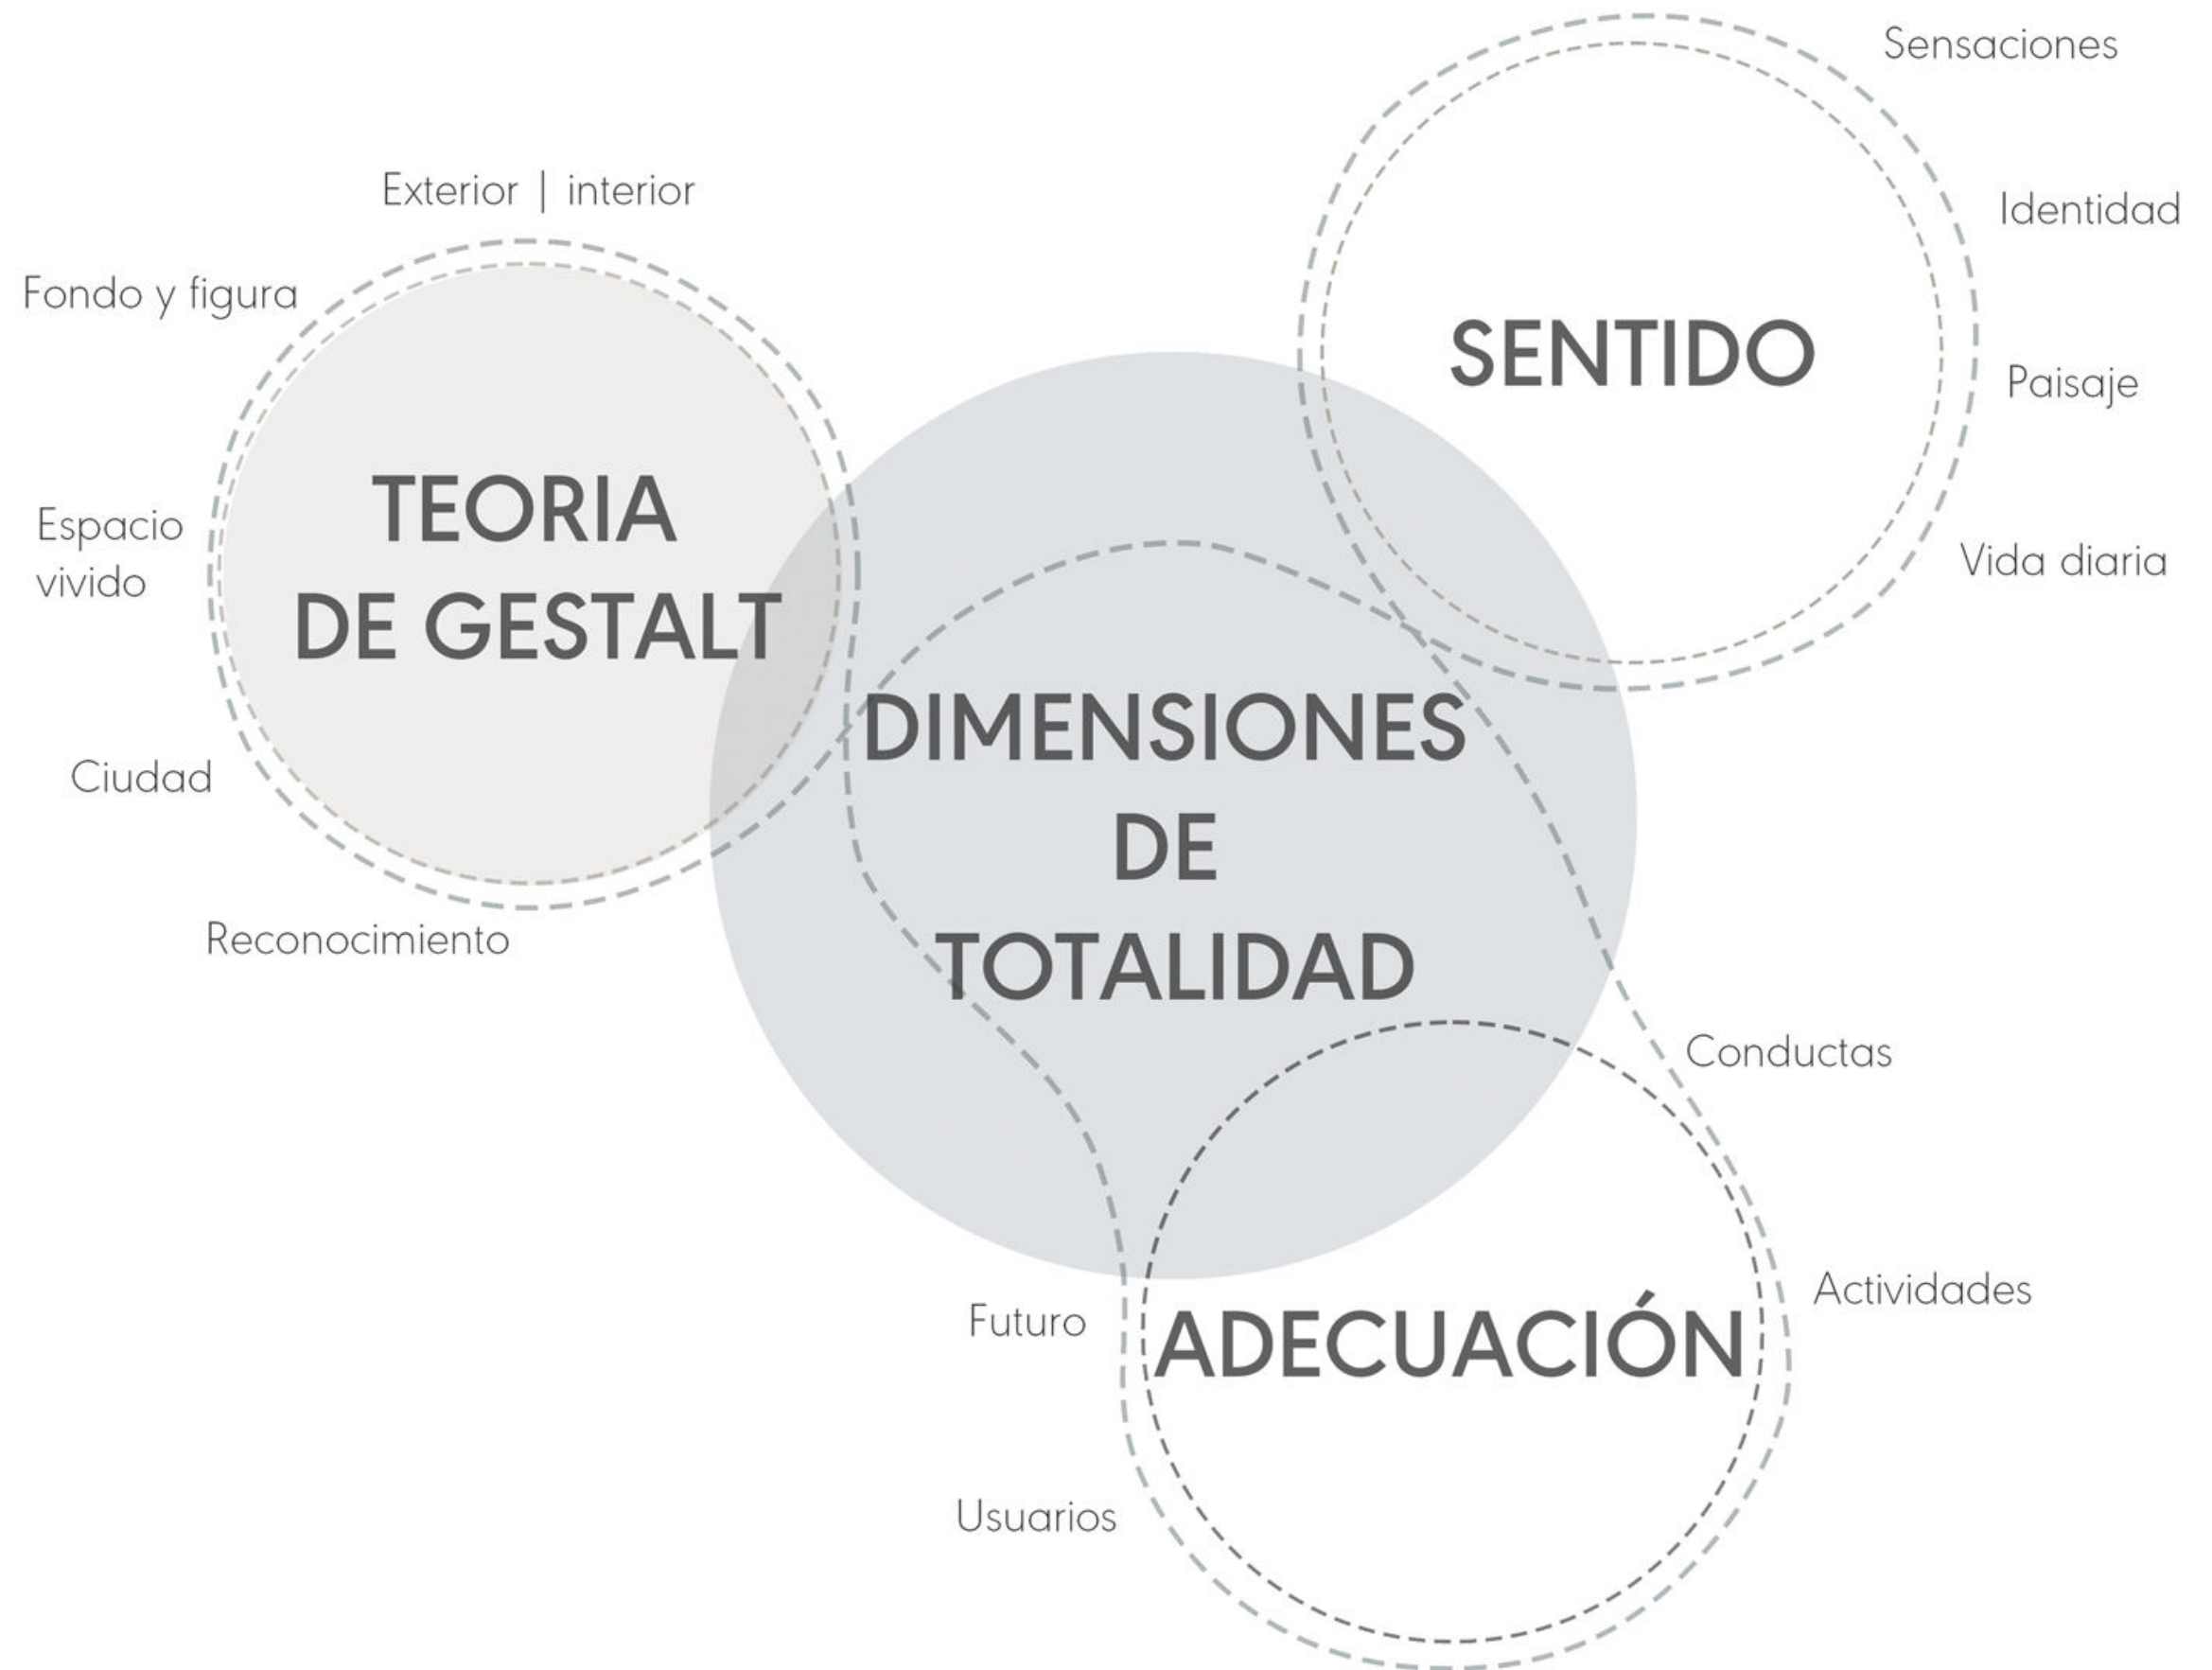 Sensaciones
Identidad
Paisaje
Vida diaria
SENTIDO
Exterior | interior
Fondo y figura
Espacio
vivido
Ciudad
Reconocimiento
TEORIA
DE GESTALT
DIMENSIONES
DE
TOTALIDAD
Conductas
Actividades
Futuro
Usuarios
ADECUACIÓN